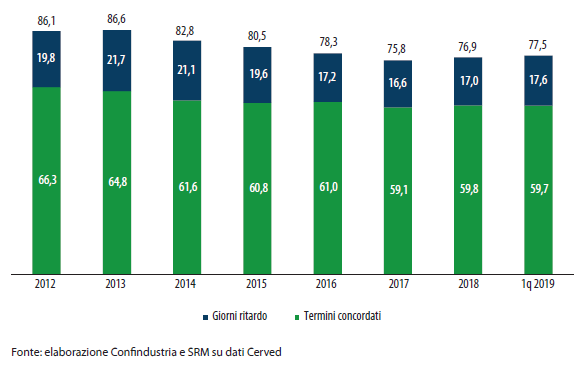 86,1 86,6 82,8 80,5 78,3 75,8 76,9 77,5
19,8 21,7 21,1 19,6 17,2 16,6 17,0 17,6
66,3 64,8 61,6 60,8 61,0 59,1 59,8 59,7
2012 2013 2014 2015 2016 2017 2018 1q 2019
Giorni ritardo Termini concordati
Fonte: elaborazione Confindustria e SRM su dati Cerved